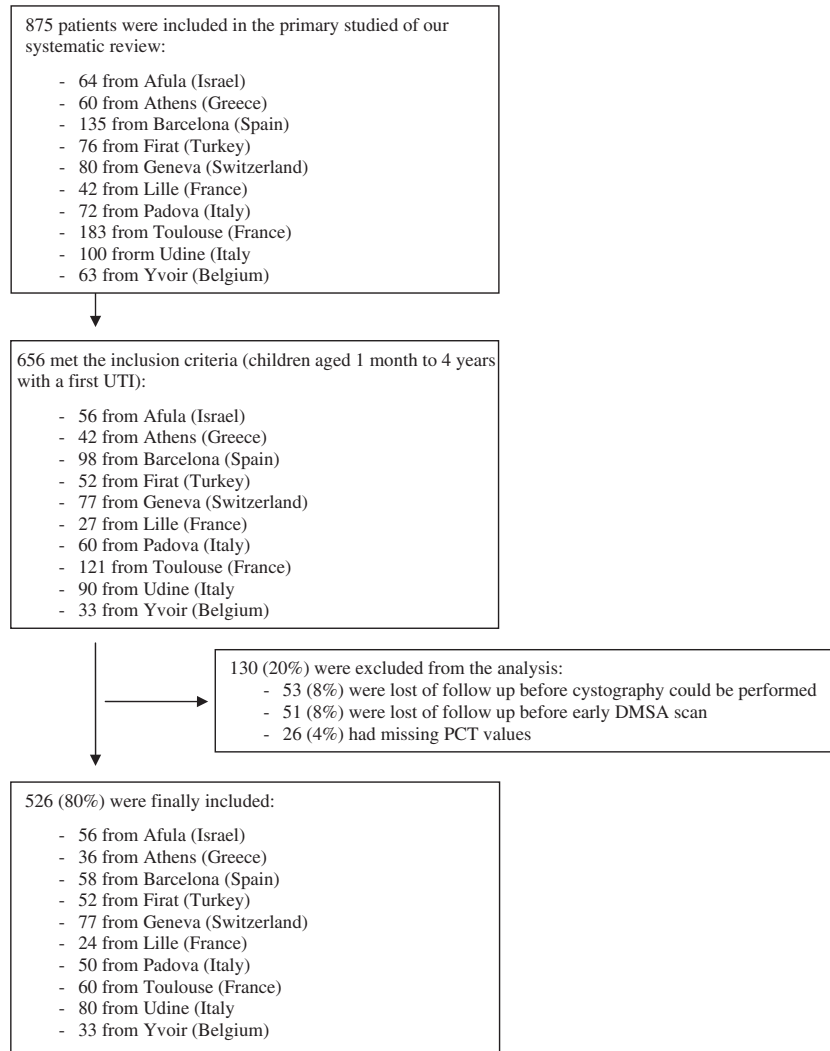 875 patients were included in the primary studied of our
systematic review:
- 64 from Afula (Israel)
- 60 from Athens (Greece)
- 135 from Barcelona (Spain)
- 76 from Firat (Turkey)
- 80 from Geneva (Switzerland)
- 42 from Lille (France)
- 72 from Padova (Italy)
- 183 from Toulouse (France)
- 100 frorm Udine (Italy
- 63 from Yvoir (Belgium)
656 met the inclusion criteria (children aged 1 month to 4 years
with a first UTI):
- 56 from Afula (Israel)
- 42 from Athens (Greece)
- 98 from Barcelona (Spain)
- 52 from Firat (Turkey)
- 77 from Geneva (Switzerland)
- 27 from Lille (France)
- 60 from Padova (Italy)
- 121 from Toulouse (France)
- 90 from Udine (Italy
- 33 from Yvoir (Belgium)
130 (20%) were excluded from the analysis:
- 53 (8%) were lost of follow up before cystography could be performed
- 51 (8%) were lost of follow up before early DMSA scan
- 26 (4%) had missing PCT values
526 (80%) were finally included:
- 56 from Afula (Israel)
- 36 from Athens (Greece)
- 58 from Barcelona (Spain)
- 52 from Firat (Turkey)
- 77 from Geneva (Switzerland)
- 24 from Lille (France)
- 50 from Padova (Italy)
- 60 from Toulouse (France)
- 80 from Udine (Italy
- 33 from Yvoir (Belgium)